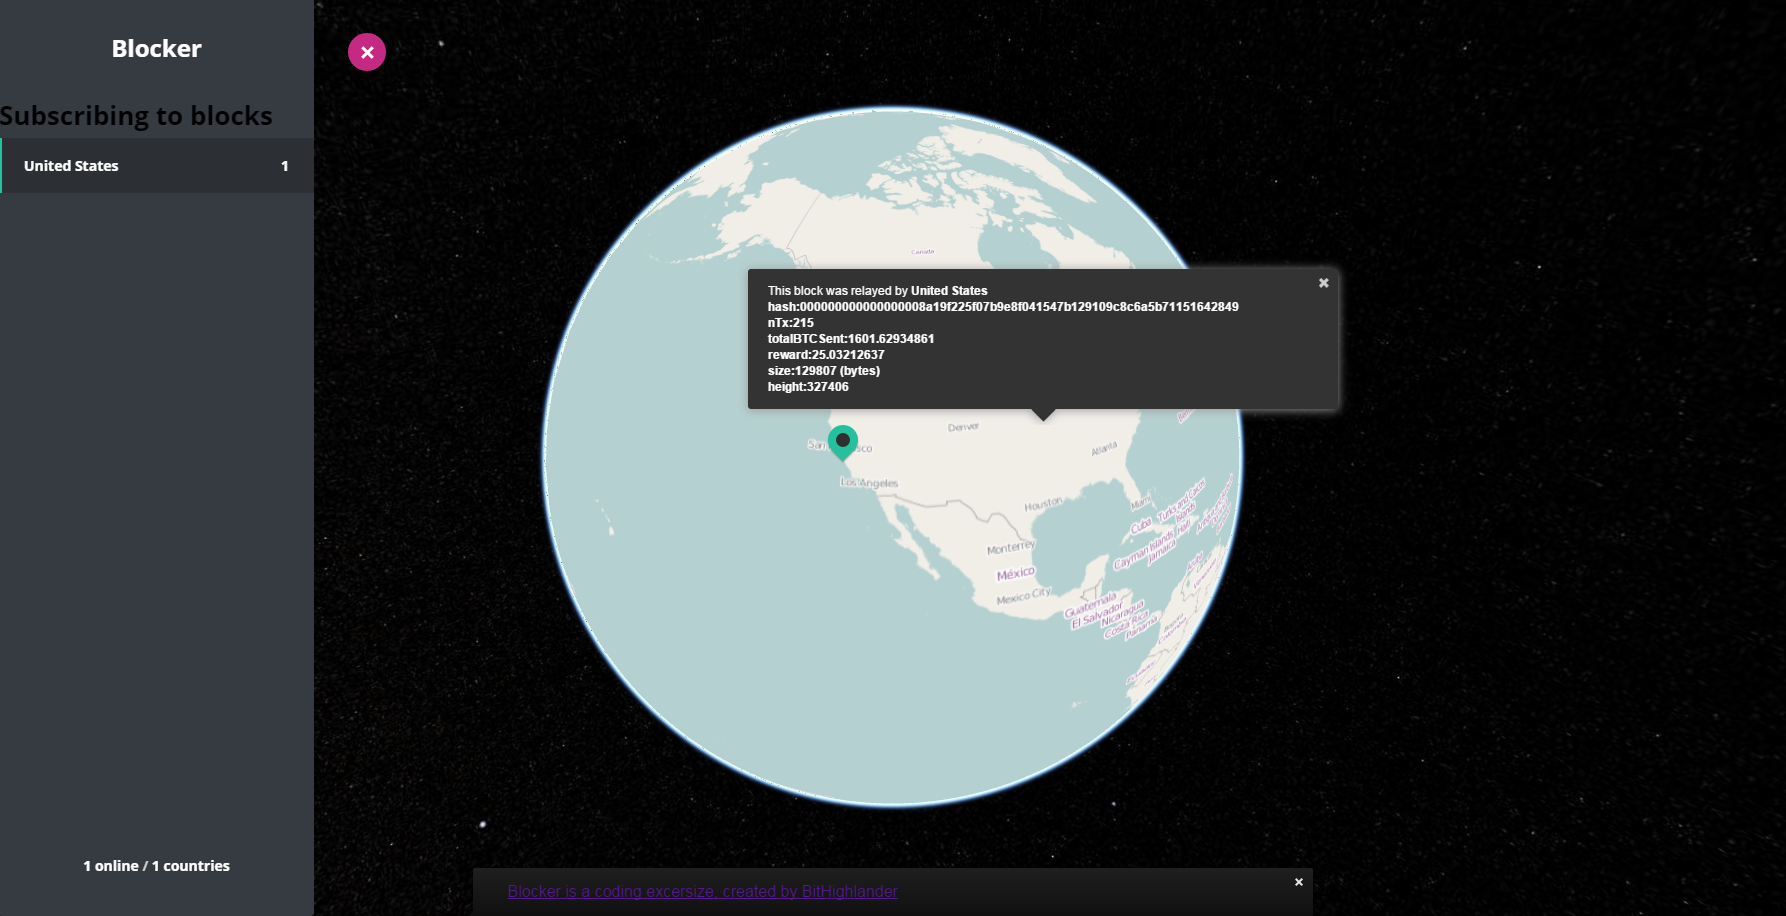 Blocker
Subscribing to blocks
United States 1
1 online / 1 countries
This block was relayed by United States
hash:000000000000000008a19f225f07b9e8f041547b129109c8c6a5b71151642849
nTx:215
totalBTCSent:1601.62934861
reward:25.03212637
size:129807 (bytes)
height:327406
Canada
Denver
Atlanta
San
sco
Los Angeles
Houston
Miami
Turks and Caicos
Islands
Cuba
Haiti
Cayman Islands
Jamaica
Monterrey
México
Mexico City
Guatemala
El Salvador
Nicaragua
Costa Rica
Panama
Blocker is a coding excersize, created by BitHighlander